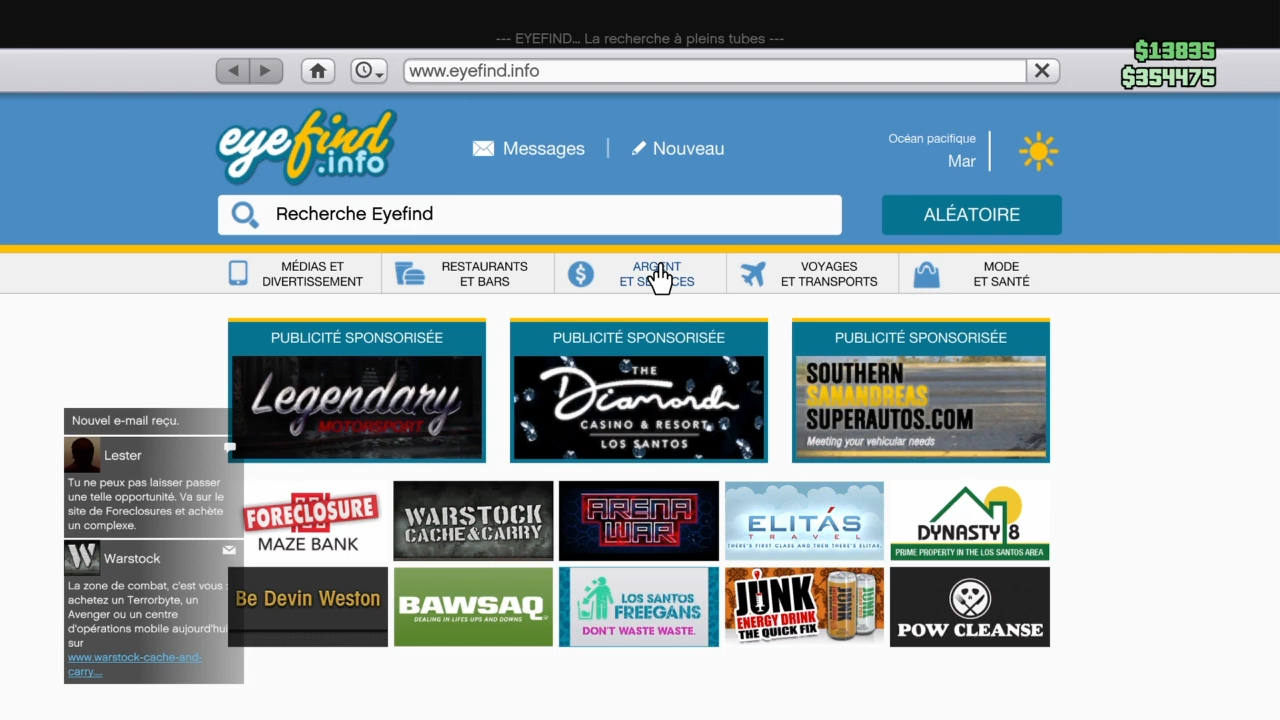 --- EYEFIND... La recherche à pleins tubes ---
$13835
www.eyefind.info
$354475
eyefind
.info
Messages
Nouveau
Océan pacifique
Mar
Recherche Eyefind
ALÉATOIRE
MÉDIAS ET
DIVERTISSEMENT
RESTAURANTS
ET BARS
VOYAGES
ET TRANSPORTS
MODE
ET SANTÉ
PUBLICITÉ SPONSORISÉE
Legendary
MOTORSPORT
PUBLICITÉ SPONSORISÉE
THE
Diamond
CASINO & RESORT
LOS SANTOS
PUBLICITÉ SPONSORISÉE
SOUTHERN
SANANDREAS
SUPERAUTOS.COM
Meeting your vehicular needs
Nouvel e-mail reçu.
Lester
Tu ne peux pas laisser passer
une telle opportunité. Va sur le
site de Foreclosures et achète
un complexe.
Warstock
La zone de combat, c'est vous :
achetez un Terrorbyte, un
Avenger ou un centre
d'opérations mobile aujourd'hui
sur
www.warstock-cache-and-
carry....
FORECLOSURE
MAZE BANK
WARSTOCK
CACHE&CARRY
ARENA
WAR
ELITÁS
TRAVEL
THERE'S FIRST CLASS AND THEN THERE'S ELITAS.
DYNASTY 8
PRIME PROPERTY IN THE LOS SANTOS AREA
Be Devin Weston
BAWSAQ
DEALING IN LIFES UPS AND DOWNS
LOS SANTOS
FREEGANS
DON'T WASTE WASTE.
JUNK
ENERGY DRINK
THE QUICK FIX
POW CLEANSE